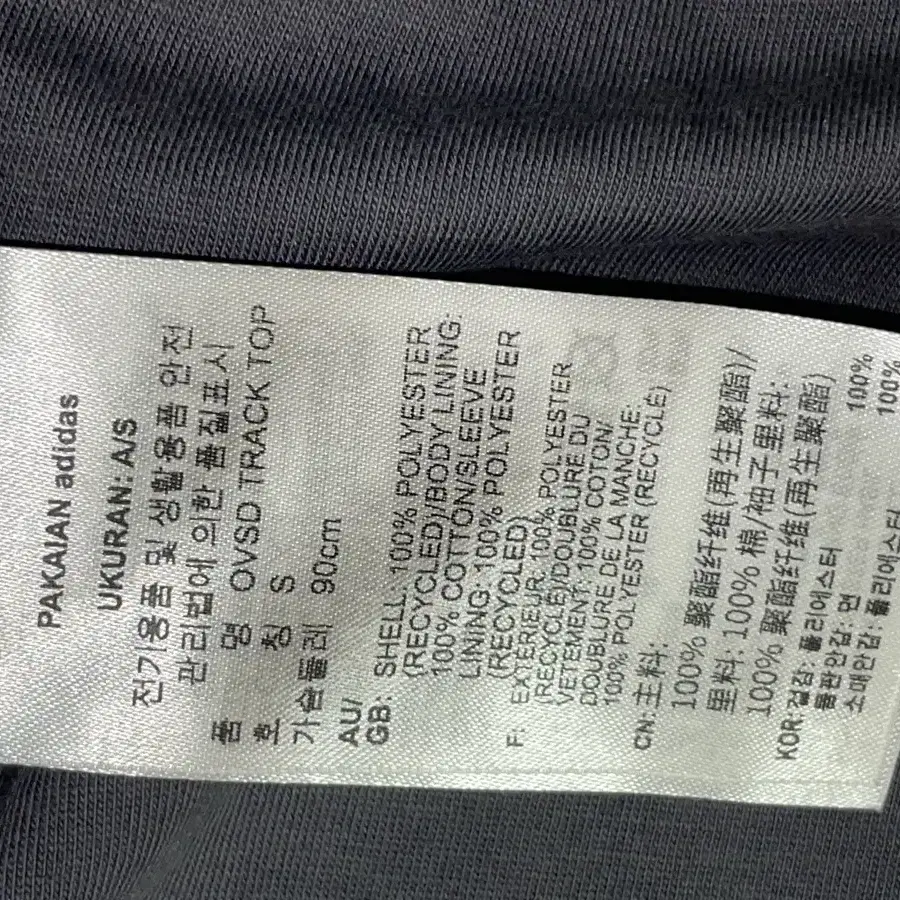 PAKAIAN adidas
UKURAN: A/S
전기용품 및 생활용품 안전
관리법에 의한 품질표시
품 명 OVSD TRACK TOP
호 칭 S
가슴둘레 90cm
AU/
GB: SHELL: 100% POLYESTER
(RECYCLED)/BODY LINING:
100% COTTON/SLEEVE
LINING: 100% POLYESTER
(RECYCLED)
F: EXTERIEUR: 100% POLYESTER
(RECYCLE)/DOUBLURE DU
VETEMENT: 100% COTON/
DOUBLURE DE LA MANCHE:
100% POLYESTER (RECYCLÉ)
CN: 主料:
100% 聚酯纤维(再生聚酯)/
里料: 100% 棉/袖子里料:
100% 聚酯纤维(再生聚酯)
KOR: 겉감: 폴리에스터 100%
몸판안감: 면 100%
소매안감: 폴리에스터